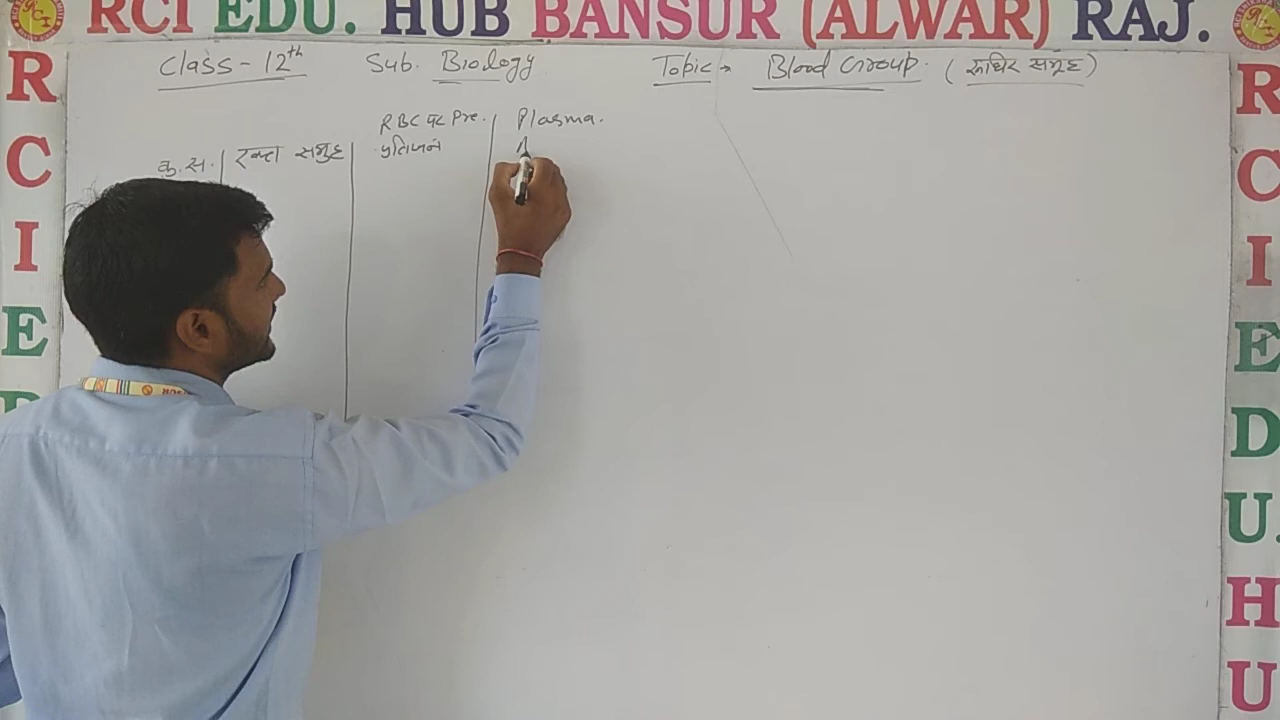 RCI EDU. HUB BANSUR (ALWAR) RAJ.
Class - 12th Sub. Biology Topic → Blood Group. (रूधिर समूह)
RBC पर Pre. Plasma.
क्र.स. रक्त समुह प्रतिजन
R
C
I
E
D
R
C
I
E
D
U.
H
U